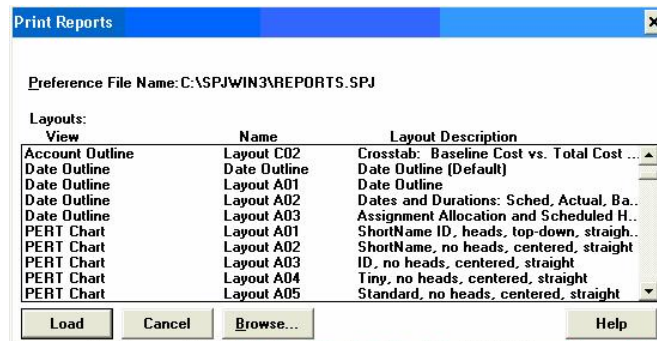 Print Reports
Preference File Name: C:\SPJWIN3\REPORTS.SPJ
Layouts:
View Name Layout Description
Account Outline Layout C02 Crosstab: Baseline Cost vs. Total Cost ...
Date Outline Date Outline Date Outline (Default)
Date Outline Layout A01 Date Outline
Date Outline Layout A02 Dates and Durations: Sched, Actual, Ba..
Date Outline Layout A03 Assignment Allocation and Scheduled H..
PERT Chart Layout A01 ShortName ID, heads, top-down, straigh..
PERT Chart Layout A02 ShortName, no heads, centered, straight
PERT Chart Layout A03 ID, no heads, centered, straight
PERT Chart Layout A04 Tiny, no heads, centered, straight
PERT Chart Layout A05 Standard, no heads, centered, straight
Load Cancel Browse... Help